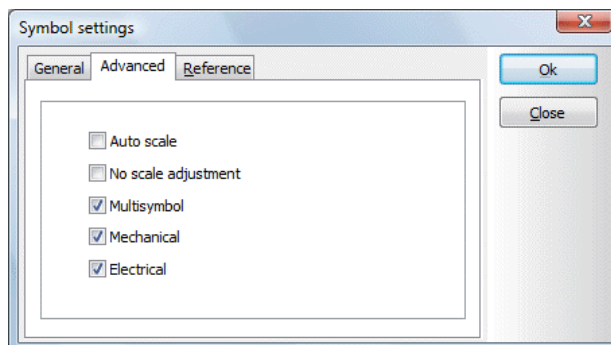 Symbol settings
General Advanced Reference
Ok
Close
Auto scale
No scale adjustment
Multisymbol
Mechanical
Electrical